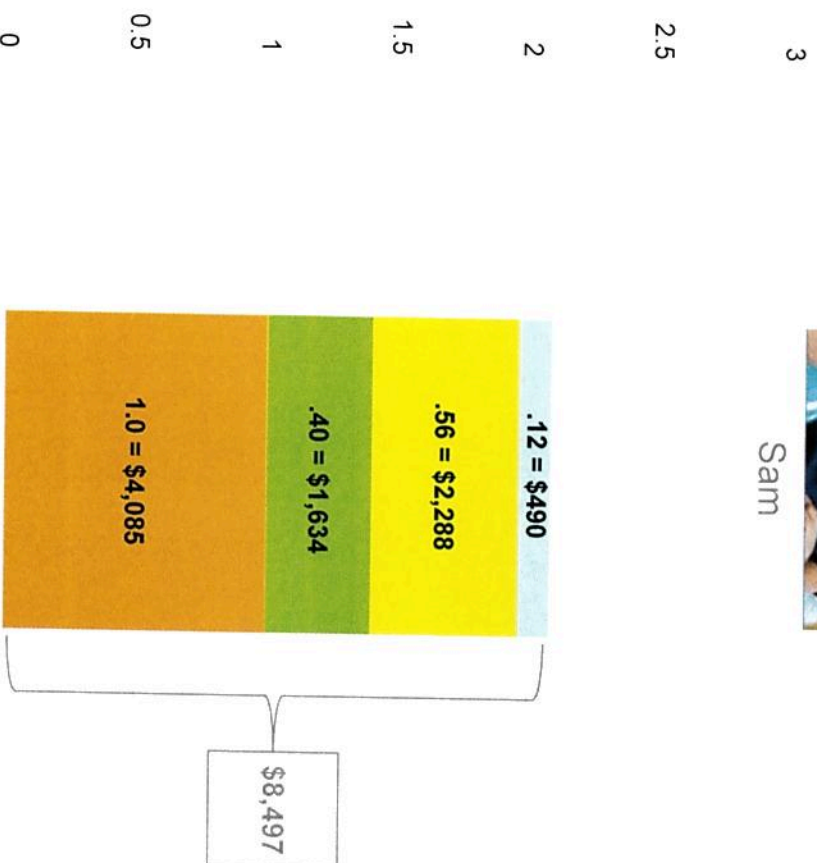 Sam
3
2.5
2
1.5
1
0.5
0
.12 = $490
.56 = $2,288
.40 = $1,634
1.0 = $4,085
$8,497